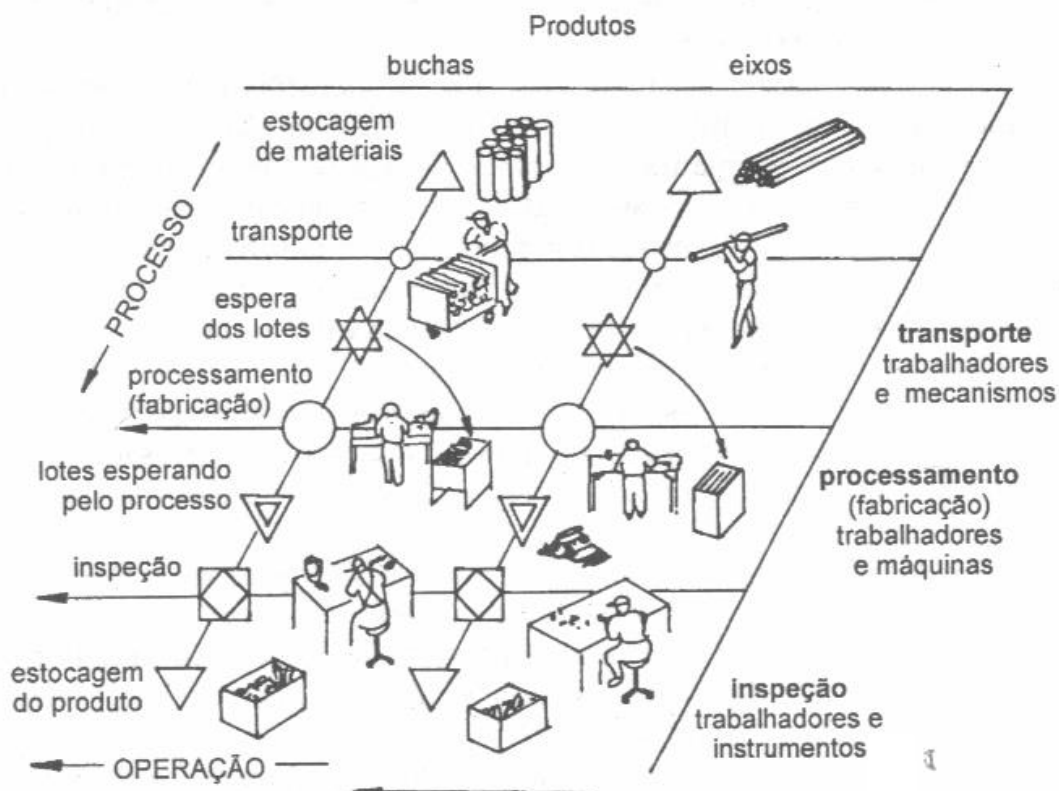 Produtos
buchas
eixos
estocagem
de materiais
transporte
espera
dos lotes
PROCESSO
processamento
(fabricação)
transporte
trabalhadores
e mecanismos
lotes esperando
pelo processo
processamento
(fabricação)
trabalhadores
e máquinas
inspeção
estocagem
do produto
inspeção
trabalhadores e
instrumentos
OPERAÇÃO